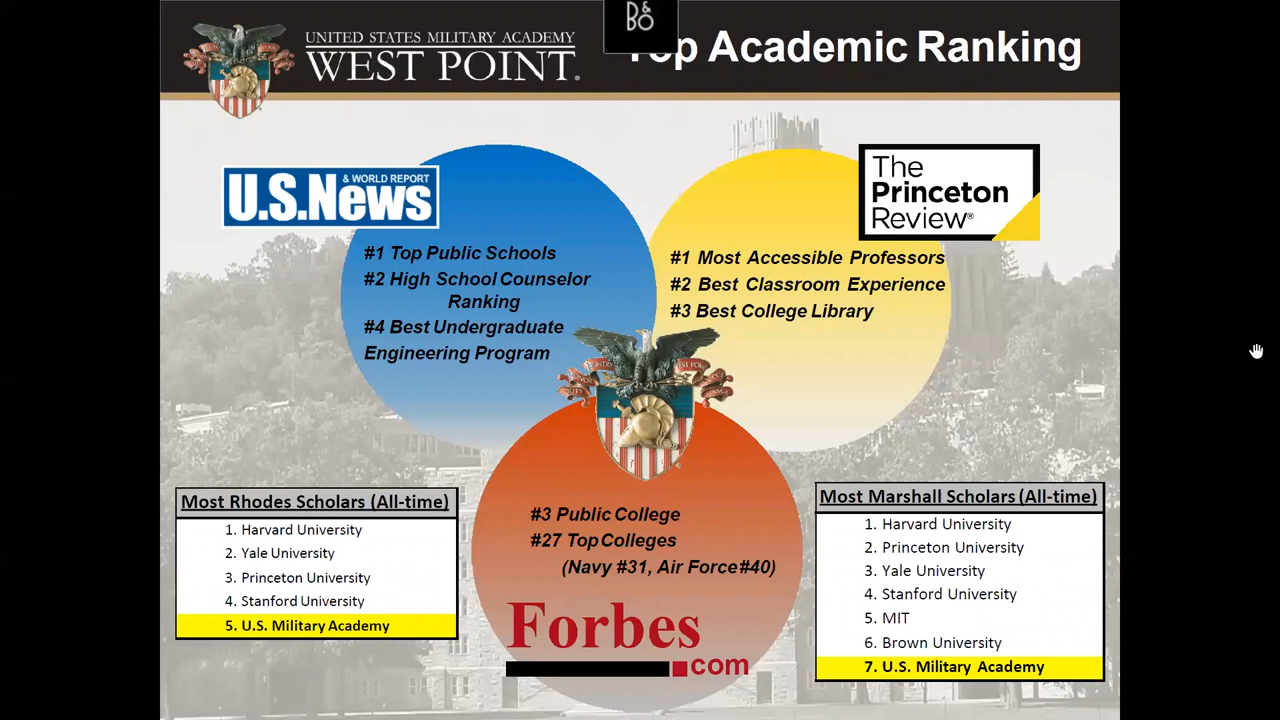 UNITED STATES MILITARY ACADEMY
WEST POINT.
D&
BO
Top Academic Ranking
& WORLD REPORT
U.S.News
The
Princeton
Review®
#1 Top Public Schools
#2 High School Counselor
Ranking
#4 Best Undergraduate
Engineering Program
#1 Most Accessible Professors
#2 Best Classroom Experience
#3 Best College Library
WEST POINT
#3 Public College
#27 Top Colleges
(Navy #31, Air Force#40)
Forbes
.com
Most Rhodes Scholars (All-time)
1. Harvard University
2. Yale University
3. Princeton University
4. Stanford University
5. U.S. Military Academy
Most Marshall Scholars (All-time)
1. Harvard University
2. Princeton University
3. Yale University
4. Stanford University
5. MIT
6. Brown University
7. U.S. Military Academy